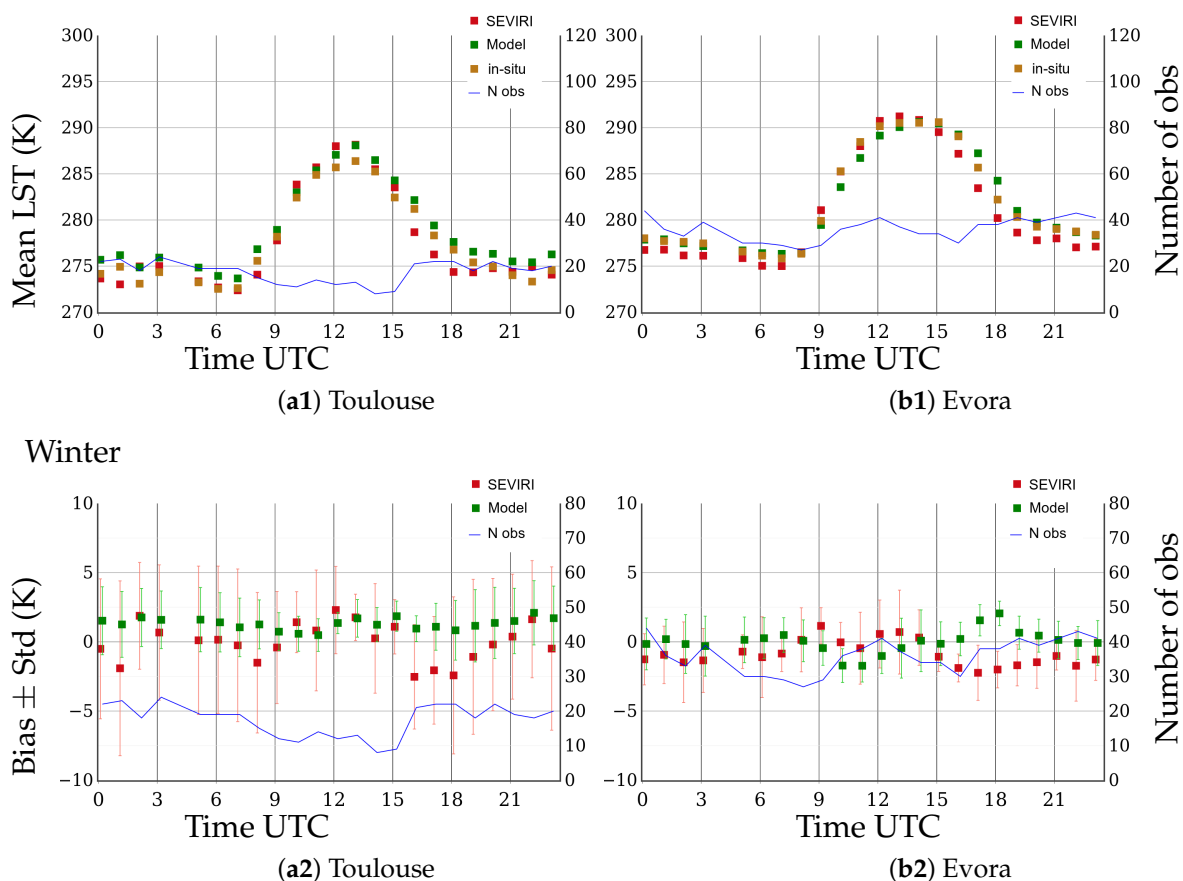 SEVIRI
Model
in-situ
N obs
300
295
290
285
280
275
270
120
100
80
60
40
20
0
0 3 6 9 12 15 18 21
Mean LST (K)
Time UTC
(a1) Toulouse
SEVIRI
Model
in-situ
N obs
300
295
290
285
280
275
270
120
100
80
60
40
20
0
0 3 6 9 12 15 18 21
Number of obs
Time UTC
(b1) Evora
Winter
SEVIRI
Model
N obs
10
5
0
−5
−10
80
70
60
50
40
30
20
10
0
0 3 6 9 12 15 18 21
Bias ± Std (K)
Time UTC
(a2) Toulouse
SEVIRI
Model
N obs
10
5
0
−5
−10
80
70
60
50
40
30
20
10
0
0 3 6 9 12 15 18 21
Number of obs
Time UTC
(b2) Evora